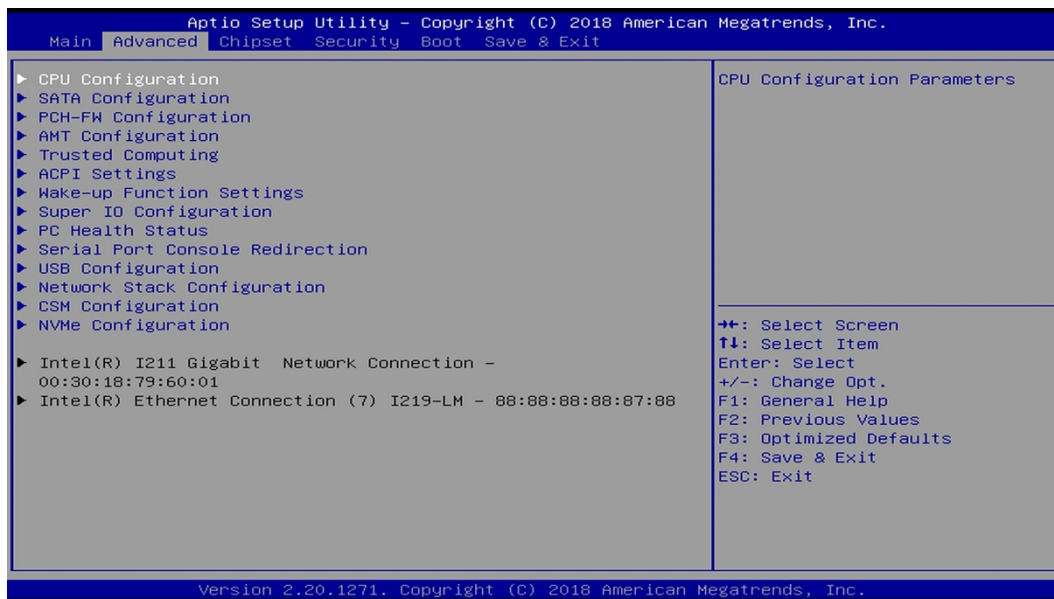 Aptio Setup Utility – Copyright (C) 2018 American Megatrends, Inc.
Main Advanced Chipset Security Boot Save & Exit
▶ CPU Configuration
▶ SATA Configuration
▶ PCH-FW Configuration
▶ AMT Configuration
▶ Trusted Computing
▶ ACPI Settings
▶ Wake-up Function Settings
▶ Super IO Configuration
▶ PC Health Status
▶ Serial Port Console Redirection
▶ USB Configuration
▶ Network Stack Configuration
▶ CSM Configuration
▶ NVMe Configuration
▶ Intel(R) I211 Gigabit  Network Connection –
00:30:18:79:60:01
▶ Intel(R) Ethernet Connection (7) I219-LM – 88:88:88:88:87:88
CPU Configuration Parameters
→←: Select Screen
↑↓: Select Item
Enter: Select
+/-: Change Opt.
F1: General Help
F2: Previous Values
F3: Optimized Defaults
F4: Save & Exit
ESC: Exit
Version 2.20.1271. Copyright (C) 2018 American Megatrends, Inc.